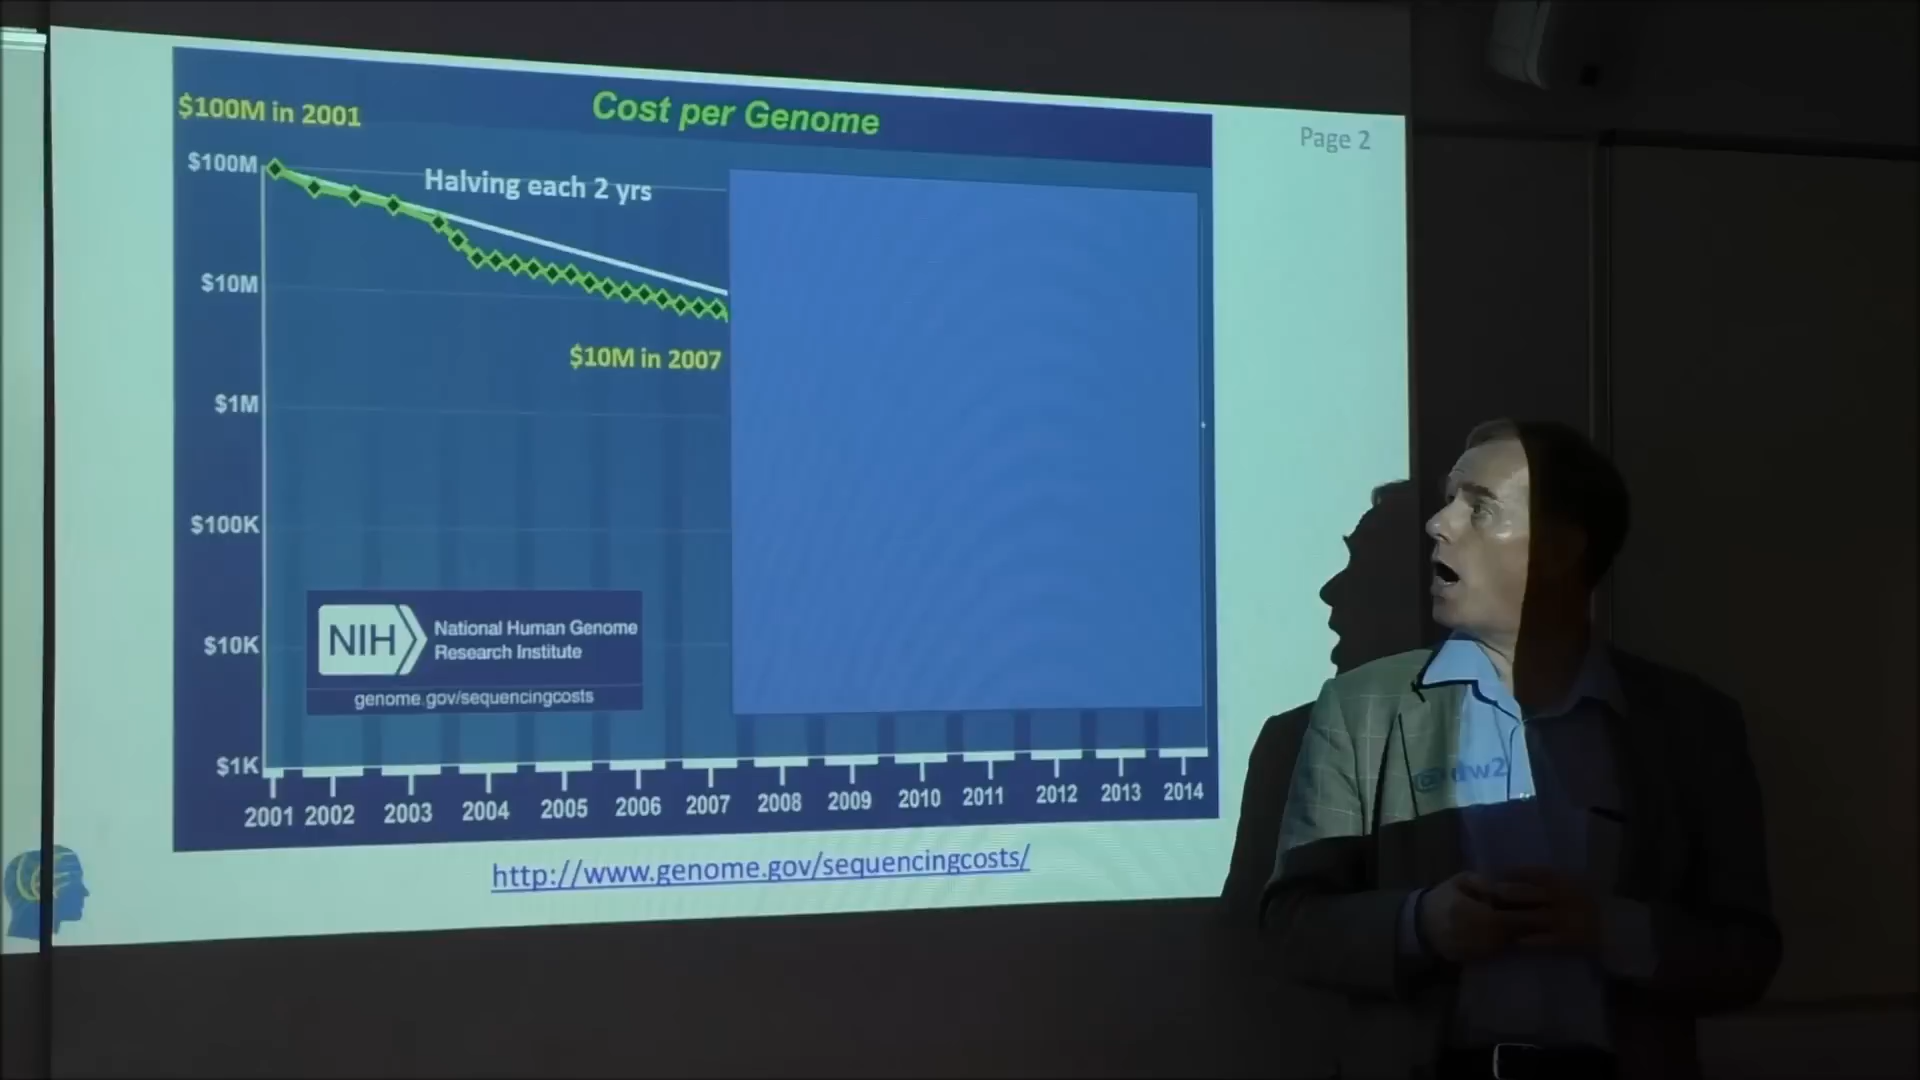 $100M in 2001
Cost per Genome
Page 2
$100M
Halving each 2 yrs
$10M
$10M in 2007
$1M
$100K
$10K
NIH
National Human Genome
Research Institute
genome.gov/sequencingcosts
$1K
2001 2002 2003 2004 2005 2006 2007 2008 2009 2010 2011 2012 2013 2014
http://www.genome.gov/sequencingcosts/
@dw2